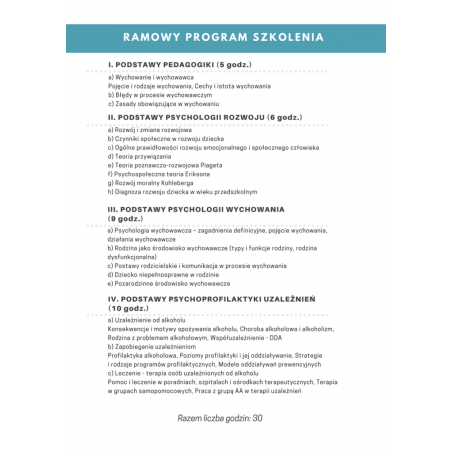 RAMOWY PROGRAM SZKOLENIA
I. PODSTAWY PEDAGOGIKI (5 godz.)
a) Wychowanie i wychowawca
Pojęcie i rodzaje wychowania, Cechy i istota wychowania
b) Błędy w procesie wychowawczym
c) Zasady obowiązujące w wychowaniu
II. PODSTAWY PSYCHOLOGII ROZWOJU (6 godz.)
a) Rozwój i zmiana rozwojowa
b) Czynniki społeczne w rozwoju dziecka
c) Ogólne prawidłowości rozwoju emocjonalnego i społecznego człowieka
d) Teoria przywiązania
e) Teoria poznawczo-rozwojowa Piageta
f) Psychospołeczna teoria Eriksona
g) Rozwój moralny Kohleberga
h) Diagnoza rozwoju dziecka w wieku przedszkolnym
III. PODSTAWY PSYCHOLOGII WYCHOWANIA
(9 godz.)
a) Psychologia wychowawcza – zagadnienia definicyjne, pojęcie wychowania,
działania wychowawcze
b) Rodzina jako środowisko wychowawcze (typy i funkcje rodziny, rodzina
dysfunkcjonalna)
c) Postawy rodzicielskie i komunikacja w procesie wychowania
d) Dziecko niepełnosprawne w rodzinie
e) Pozarodzinne środowisko wychowawcze
IV. PODSTAWY PSYCHOPROFILAKTYKI UZALEŻNIEŃ
(10 godz.)
a) Uzależnienie od alkoholu
Konsekwencje i motywy spożywania alkoholu, Choroba alkoholowa i alkoholizm,
Rodzina z problemem alkoholowym, Współuzależnienie - DDA
b) Zapobieganie uzależnieniom
Profilaktyka alkoholowa, Poziomy profilaktyki i jej oddziaływanie, Strategie
i rodzaje programów profilaktycznych, Modele oddziaływań prewencyjnych
c) Leczenie - terapia osób uzależnionych od alkoholu
Pomoc i leczenie w poradniach, szpitalach i ośrodkach terapeutycznych, Terapia
w grupach samopomocowych, Praca z grupą AA w terapii uzależnień
Razem liczba godzin: 30